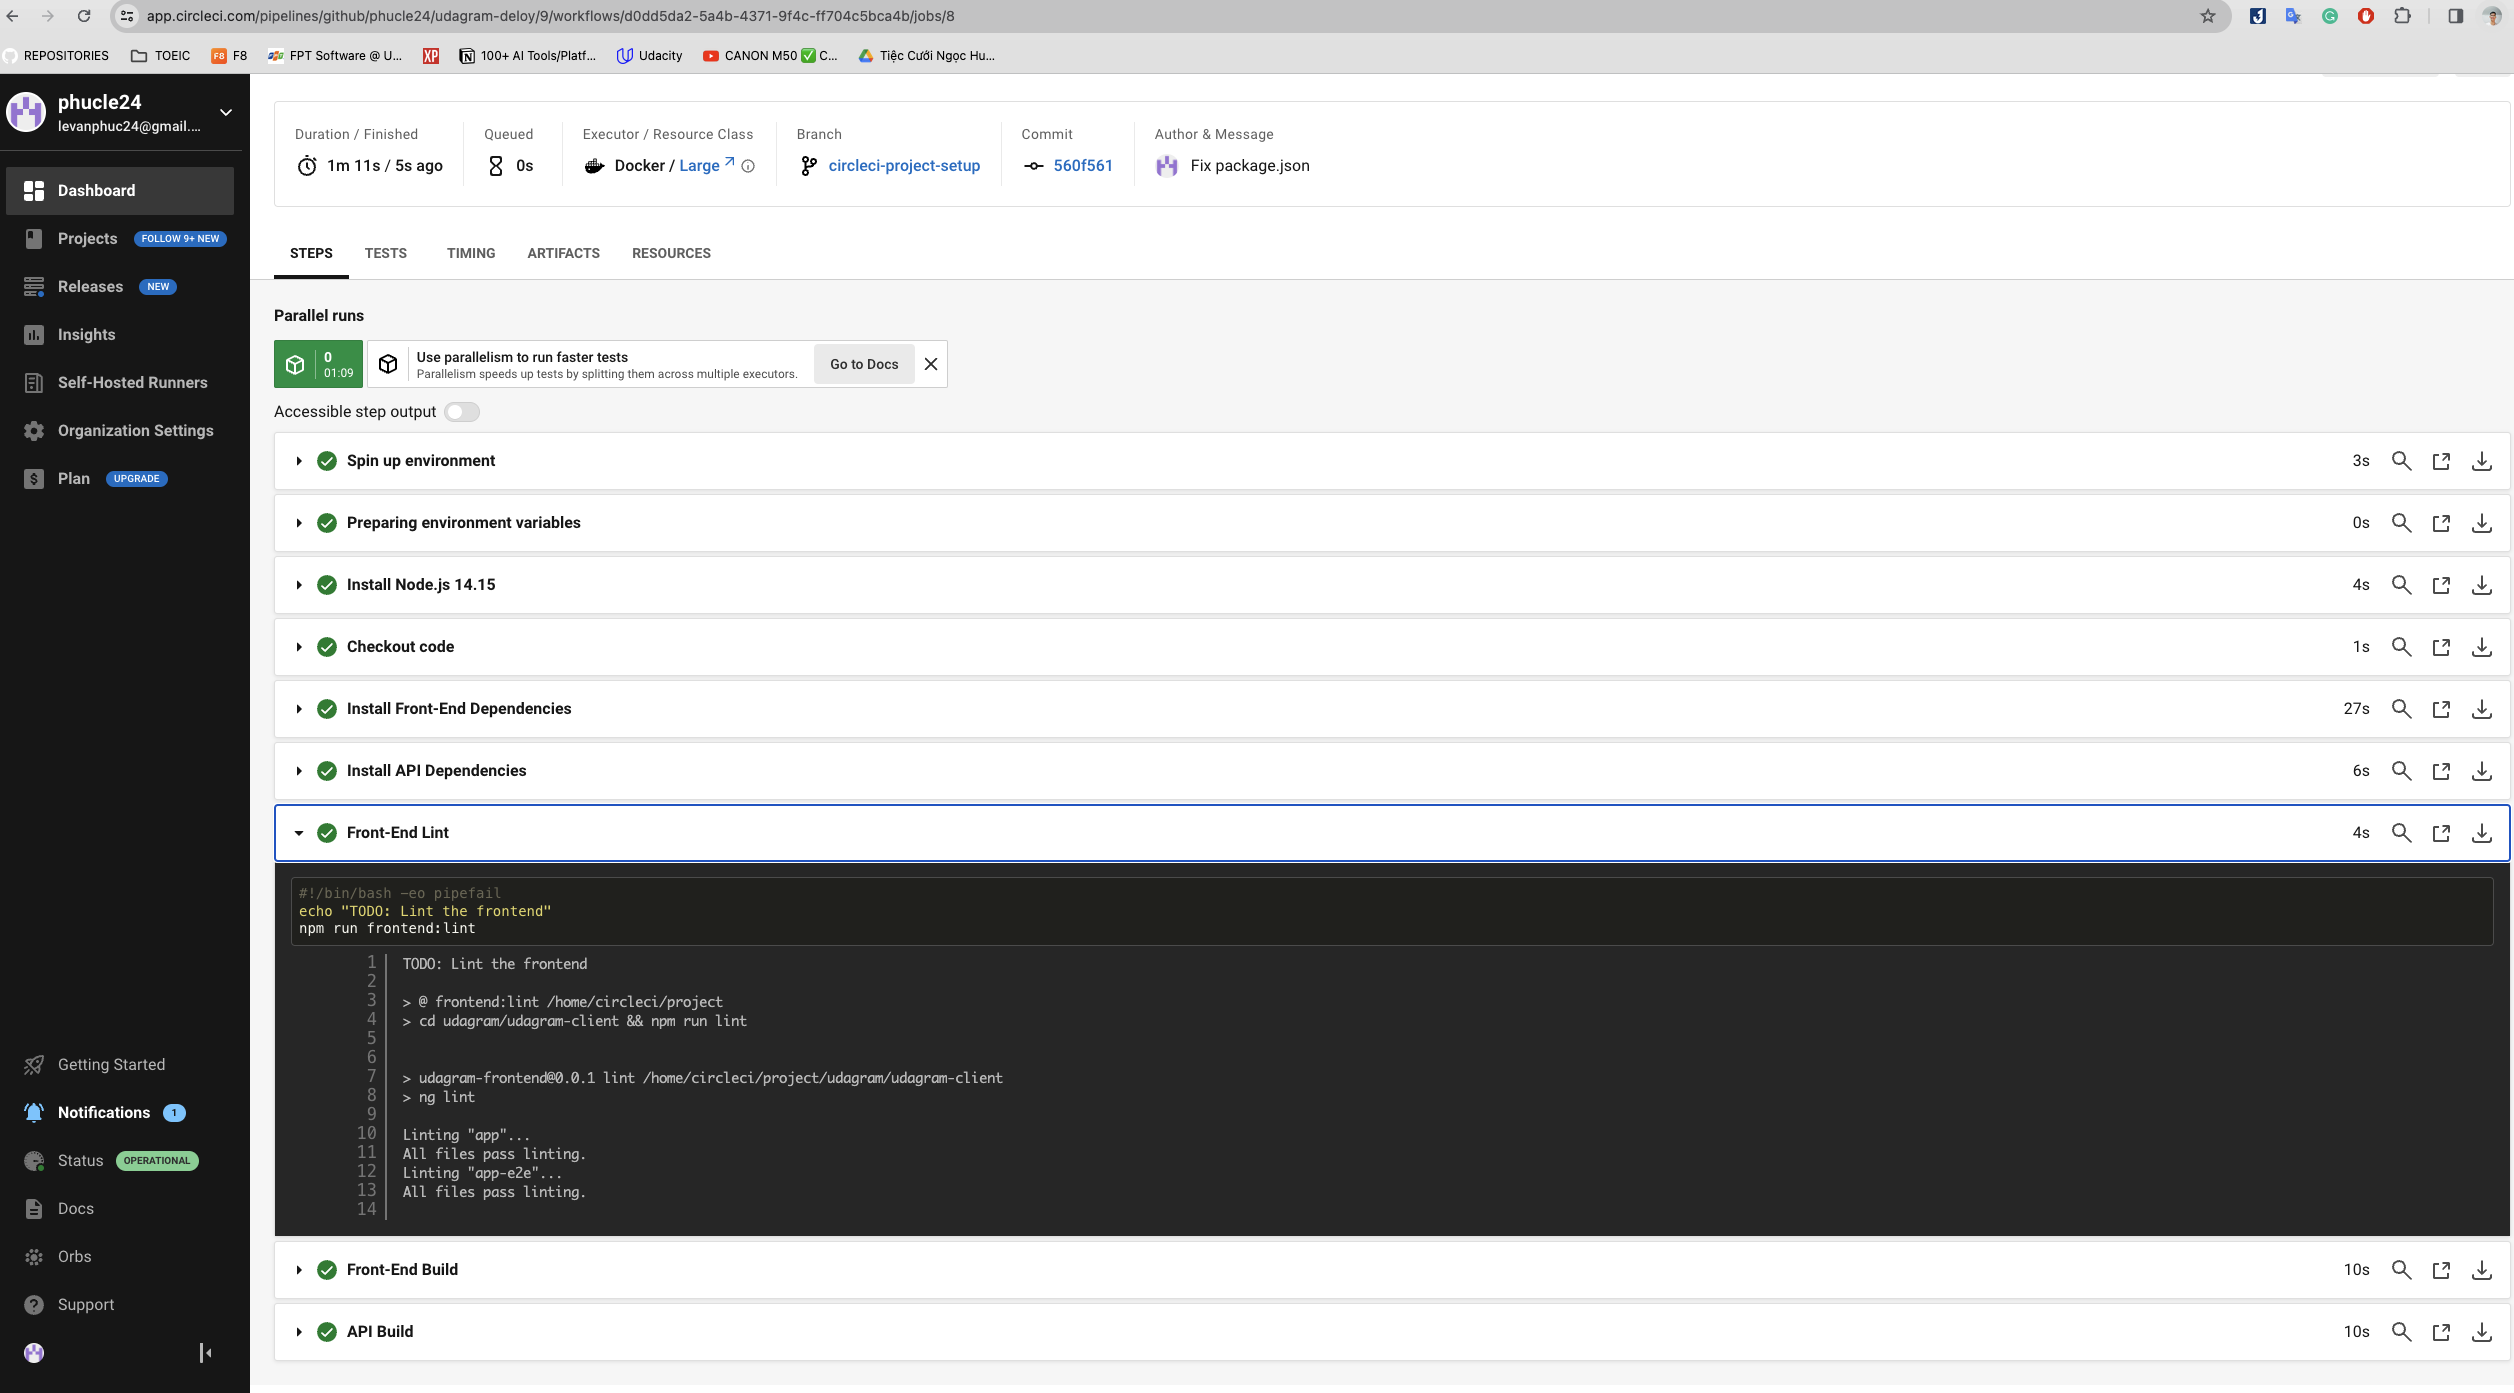 app.circleci.com/pipelines/github/phucle24/udagram-deloy/9/workflows/d0dd5da2-5a4b-4371-9f4c-ff704c5bca4b/jobs/8
REPOSITORIES TOEIC F8 F8 FPT Software @ U... XP 100+ AI Tools/Platf... Udacity CANON M50 ✅ C... Tiệc Cưới Ngọc Hu...
phucle24
levanphuc24@gmail....
Dashboard
Projects FOLLOW 9+ NEW
Releases NEW
Insights
Self-Hosted Runners
Organization Settings
Plan UPGRADE
Getting Started
Notifications 1
Status OPERATIONAL
Docs
Orbs
Support
Duration / Finished Queued Executor / Resource Class Branch Commit Author & Message
1m 11s / 5s ago 0s Docker / Large circleci-project-setup 560f561 Fix package.json
STEPS TESTS TIMING ARTIFACTS RESOURCES
Parallel runs
0
01:09
Use parallelism to run faster tests
Parallelism speeds up tests by splitting them across multiple executors.
Go to Docs
Accessible step output
Spin up environment 3s
Preparing environment variables 0s
Install Node.js 14.15 4s
Checkout code 1s
Install Front-End Dependencies 27s
Install API Dependencies 6s
Front-End Lint 4s
#!/bin/bash -eo pipefail
echo "TODO: Lint the frontend"
npm run frontend:lint
1 TODO: Lint the frontend
2
3 > @ frontend:lint /home/circleci/project
4 > cd udagram/udagram-client && npm run lint
5
6
7 > udagram-frontend@0.0.1 lint /home/circleci/project/udagram/udagram-client
8 > ng lint
9
10 Linting "app"...
11 All files pass linting.
12 Linting "app-e2e"...
13 All files pass linting.
14
Front-End Build 10s
API Build 10s